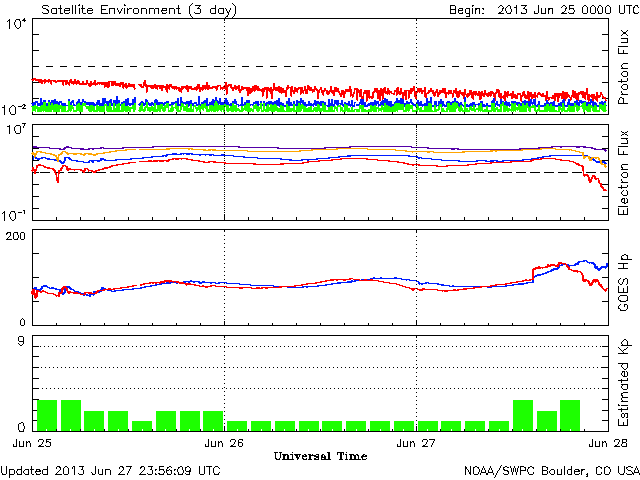 Satellite Environment (3 day) Begin: 2013 Jun 25 0000 UTC
10⁴
10⁻²
Proton Flux
10⁷
10⁻¹
Electron Flux
200
0
GOES Hp
9
0
Estimated Kp
Jun 25 Jun 26 Jun 27 Jun 28
Universal Time
Updated 2013 Jun 27 23:56:09 UTC NOAA/SWPC Boulder, CO USA